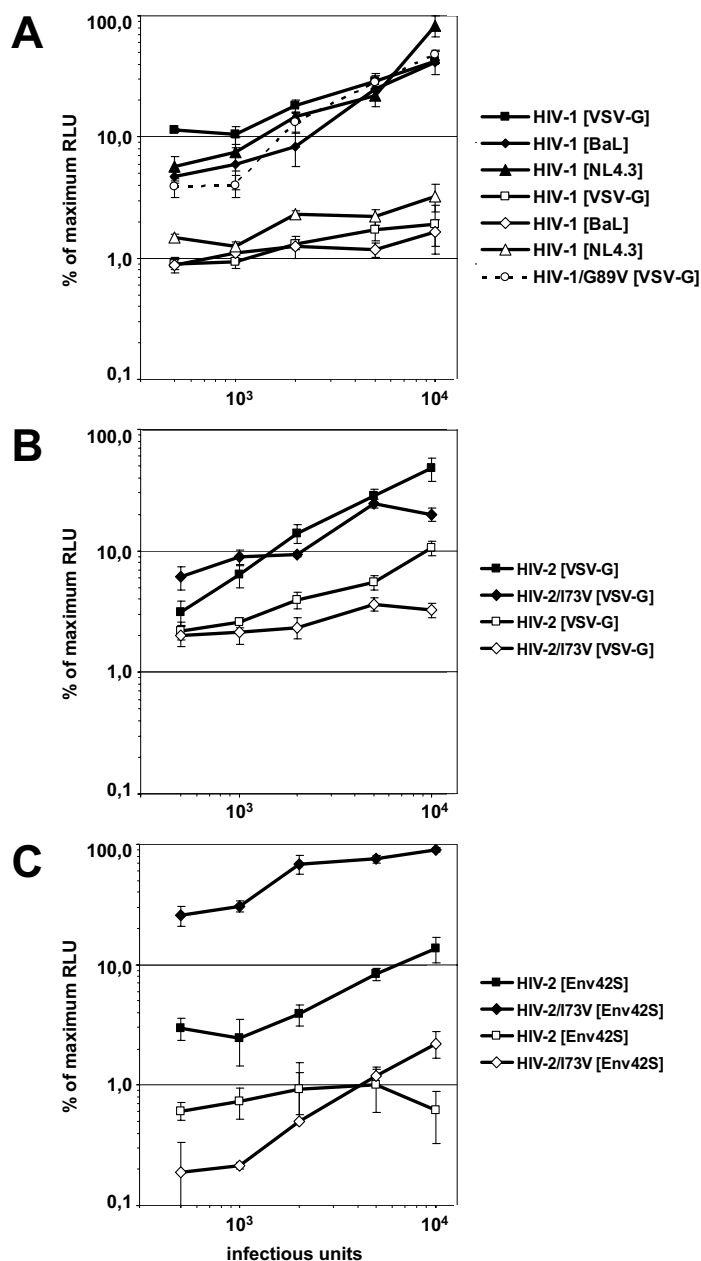 A
100,0
10,0
1,0
0,1
% of maximum RLU
10³
10⁴
HIV-1 [VSV-G]
HIV-1 [BaL]
HIV-1 [NL4.3]
HIV-1 [VSV-G]
HIV-1 [BaL]
HIV-1 [NL4.3]
HIV-1/G89V [VSV-G]
B
100,0
10,0
1,0
0,1
% of maximum RLU
10³
10⁴
HIV-2 [VSV-G]
HIV-2/I73V [VSV-G]
HIV-2 [VSV-G]
HIV-2/I73V [VSV-G]
C
100,0
10,0
1,0
0,1
% of maximum RLU
10³
10⁴
infectious units
HIV-2 [Env42S]
HIV-2/I73V [Env42S]
HIV-2 [Env42S]
HIV-2/I73V [Env42S]